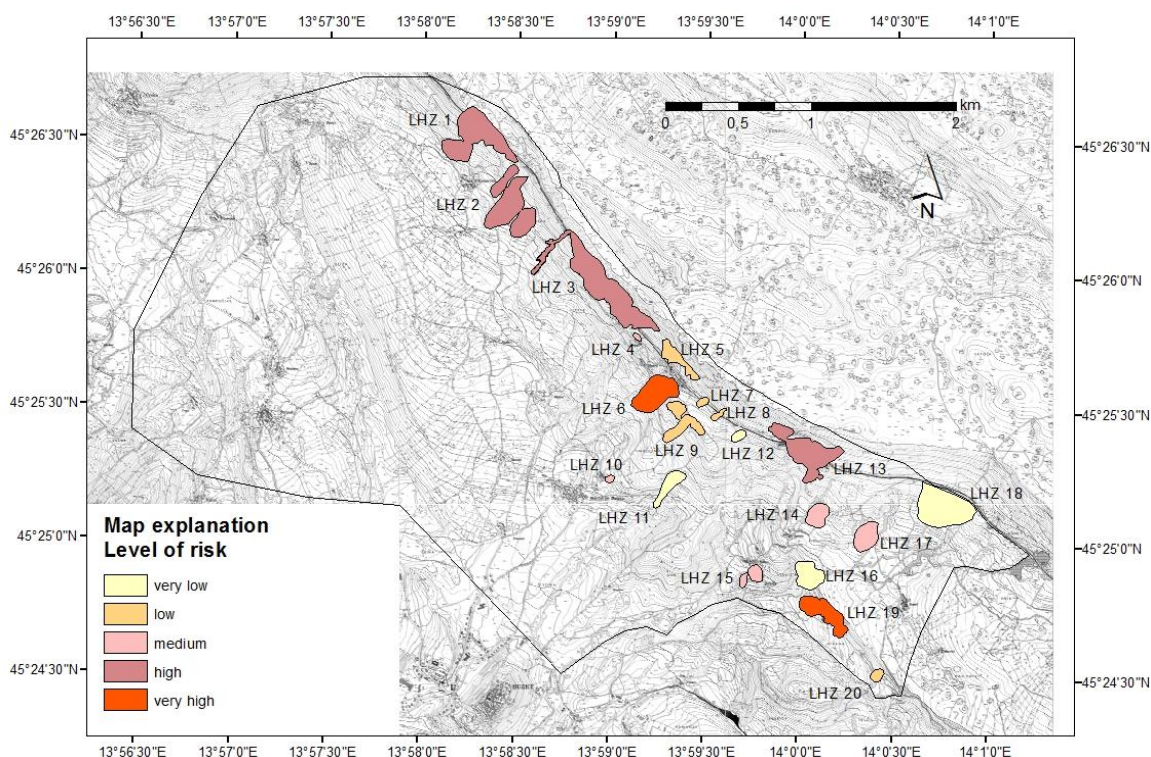 13°56'30"E 13°57'0"E 13°57'30"E 13°58'0"E 13°58'30"E 13°59'0"E 13°59'30"E 14°0'0"E 14°0'30"E 14°1'0"E
km
0 0,5 1 2
LHZ 1
45°26'30"N
45°26'30"N
N
LHZ 2
45°26'0"N
45°26'0"N
LHZ 3
LHZ 4
LHZ 5
LHZ 7
45°25'30"N
LHZ 6
LHZ 8
45°25'30"N
LHZ 9
LHZ 12
LHZ 10
LHZ 13
LHZ 18
LHZ 11
LHZ 14
45°25'0"N
LHZ 17
45°25'0"N
LHZ 15
LHZ 16
LHZ 19
45°24'30"N
LHZ 20
45°24'30"N
Map explanation
Level of risk
very low
low
medium
high
very high
BUZET
13°56'30"E 13°57'0"E 13°57'30"E 13°58'0"E 13°58'30"E 13°59'0"E 13°59'30"E 14°0'0"E 14°0'30"E 14°1'0"E